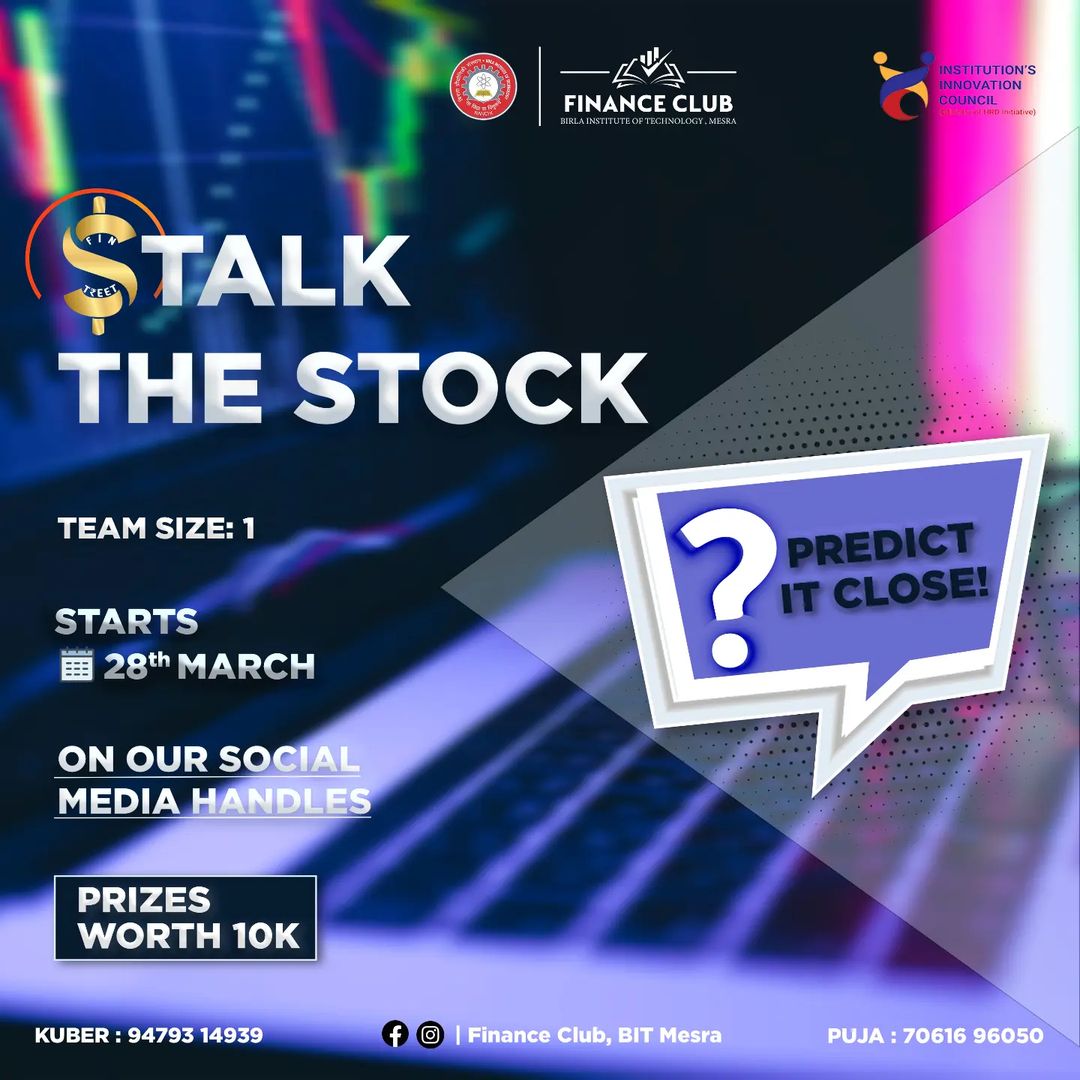 FINANCE CLUB
BIRLA INSTITUTE OF TECHNOLOGY, MESRA
INSTITUTION'S
INNOVATION
COUNCIL
FIN
TREET
$TALK
THE STOCK
TEAM SIZE: 1
STARTS
28th MARCH
ON OUR SOCIAL
MEDIA HANDLES
PRIZES
WORTH 10K
? PREDICT
IT CLOSE!
KUBER : 94793 14939
| Finance Club, BIT Mesra
PUJA : 70616 96050